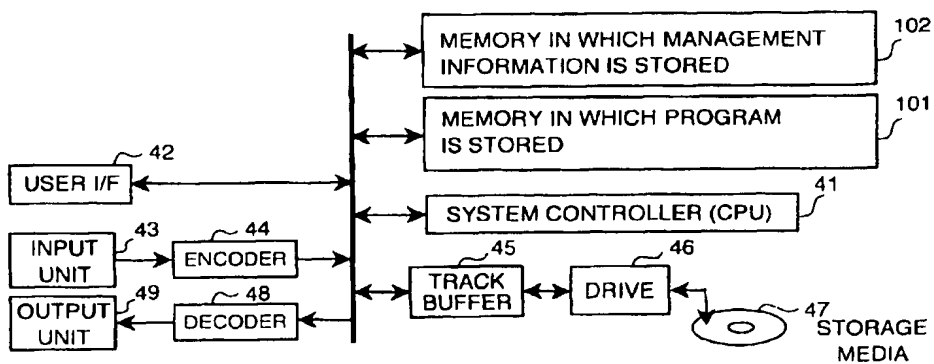 102
MEMORY IN WHICH MANAGEMENT
INFORMATION IS STORED
101
MEMORY IN WHICH PROGRAM
IS STORED
42
USER I/F
41
SYSTEM CONTROLLER (CPU)
43
INPUT
UNIT
44
ENCODER
45
TRACK
BUFFER
46
DRIVE
49
OUTPUT
UNIT
48
DECODER
47
STORAGE
MEDIA